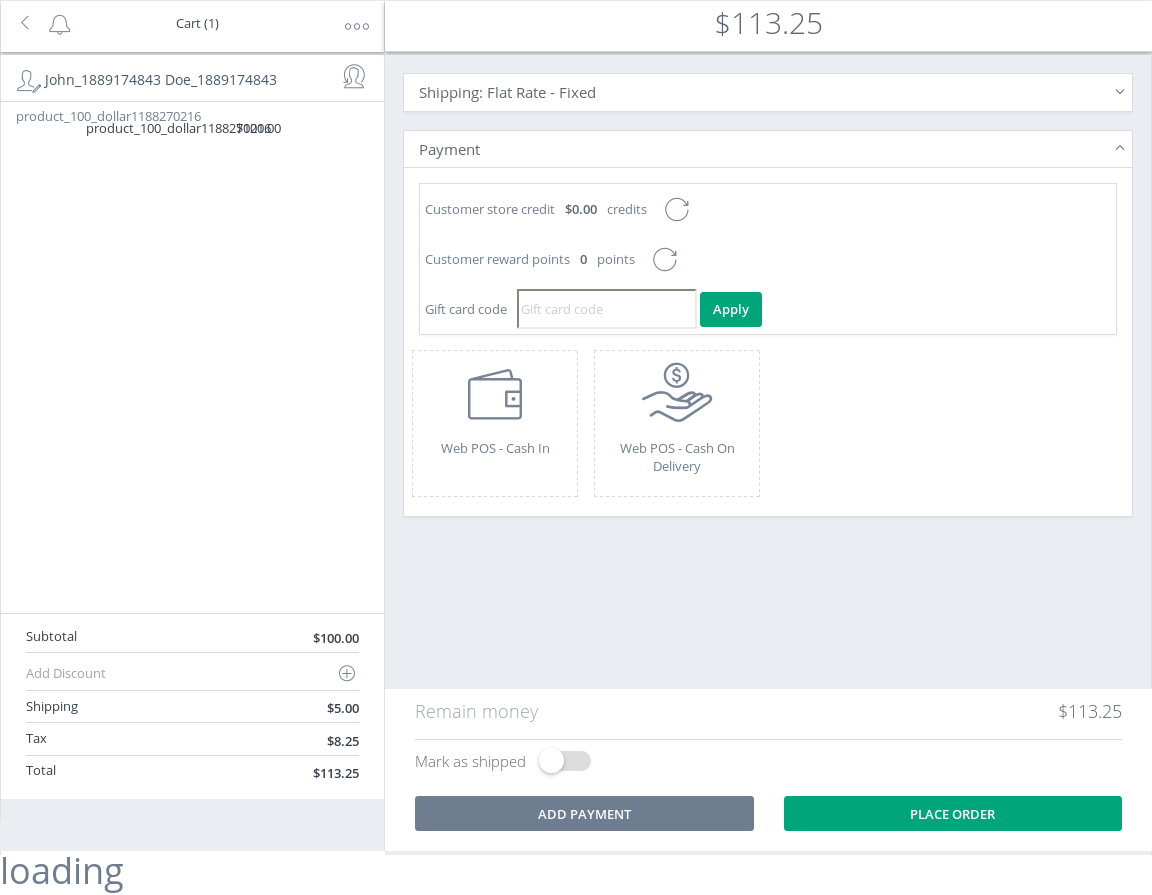 Cart (1)
$113.25
John_1889174843 Doe_1889174843
product_100_dollar1188270216
product_100_dollar1188270216
Shipping: Flat Rate - Fixed
Payment
Customer store credit $0.00 credits
Customer reward points 0 points
Gift card code Gift card code Apply
Web POS - Cash In
Web POS - Cash On
Delivery
Subtotal $100.00
Add Discount
Shipping $5.00
Tax $8.25
Total $113.25
Remain money $113.25
Mark as shipped
ADD PAYMENT PLACE ORDER
loading